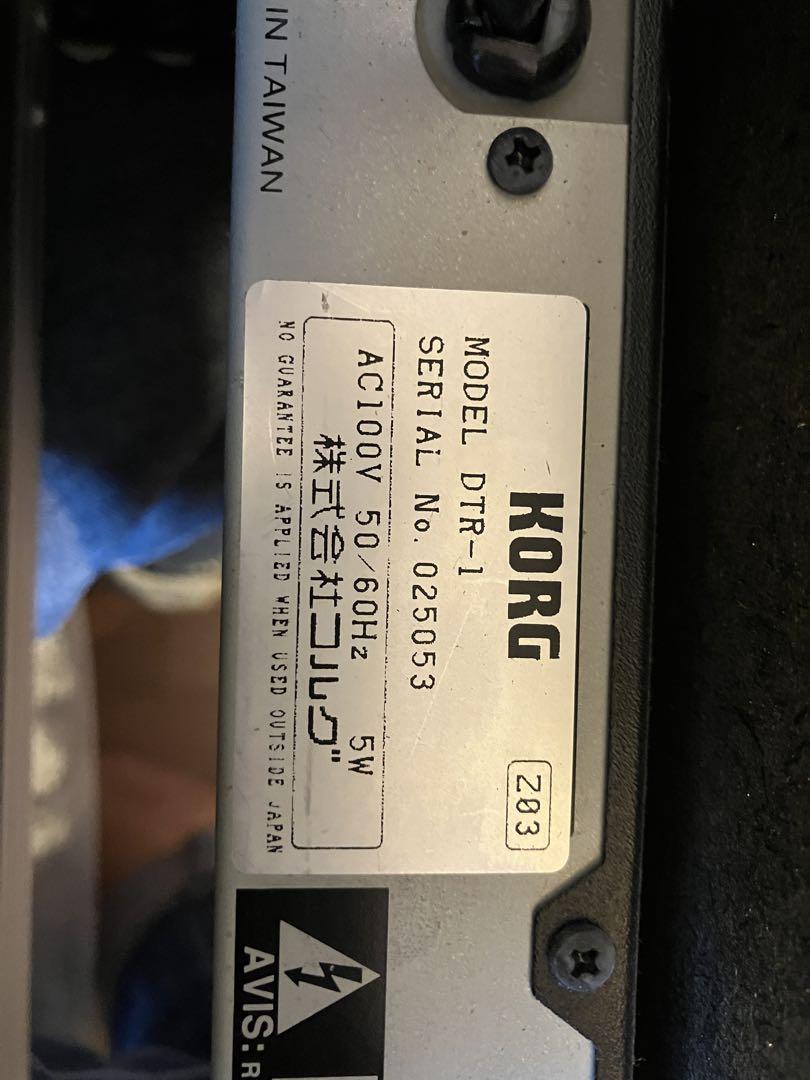 IN TAIWAN
KORG
Z03
MODEL DTR-1
SERIAL No. 025053
AC100V 50/60Hz 5W
株式会社コルグ
NO GUARANTEE IS APPLIED WHEN USED OUTSIDE JAPAN
AVIS: R